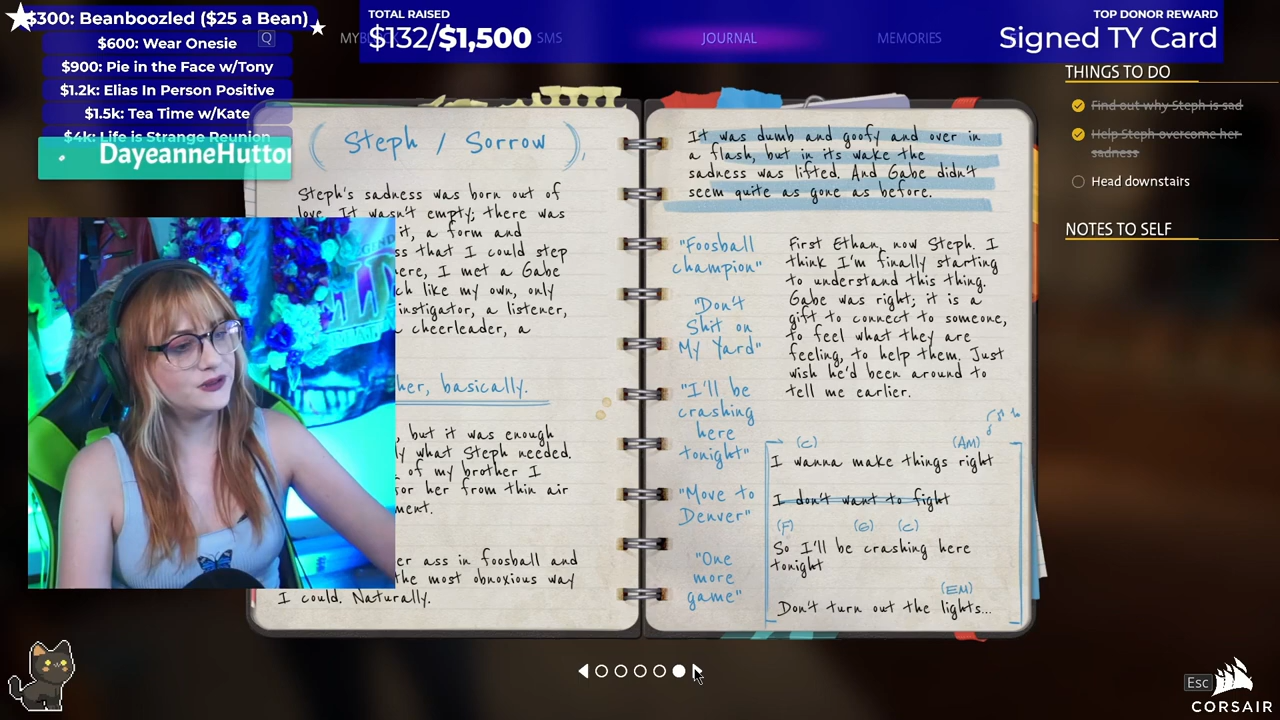 $300: Beanboozled ($25 a Bean)
$600: Wear Onesie
$900: Pie in the Face w/Tony
$1.2k: Elias In Person Positive
$1.5k: Tea Time w/Kate
$4k: Life is Strange Reunion
DayeanneHutton
TOTAL RAISED
$132/$1,500
TOP DONOR REWARD
Signed TY Card
Q
SMS
JOURNAL
MEMORIES
THINGS TO DO
Find out why Steph is sad
Help Steph overcome her
sadness
Head downstairs
NOTES TO SELF
(Steph / Sorrow)
Steph's sadness was born out of
love. It wasn't empty; there was
it, a form and
that I could step
ere, I met a Gabe
like my own, only
instigator, a listener,
cheerleader, a
her, basically.
, but it was enough
what Steph needed.
of my brother I
for her from thin air
ment.
er ass in foosball and
the most obnoxious way
I could. Naturally.
It was dumb and goofy and over in
a flash, but in its wake the
sadness was lifted. And Gabe didn't
seem quite as gone as before.
"Foosball
champion"
"Don't
Shit on
My Yard"
"I'll be
crashing
here
tonight"
"Move to
Denver"
"One
more
game"
First Ethan, now Steph. I
think I'm finally starting
to understand this thing.
Gabe was right; it is a
gift to connect to someone,
to feel what they are
feeling, to help them. Just
wish he'd been around to
tell me earlier.
(C) (AM)
I wanna make things right
I don't want to fight
(F) (G) (C)
So I'll be crashing here
tonight
(EM)
Don't turn out the lights...
Esc
CORSAIR